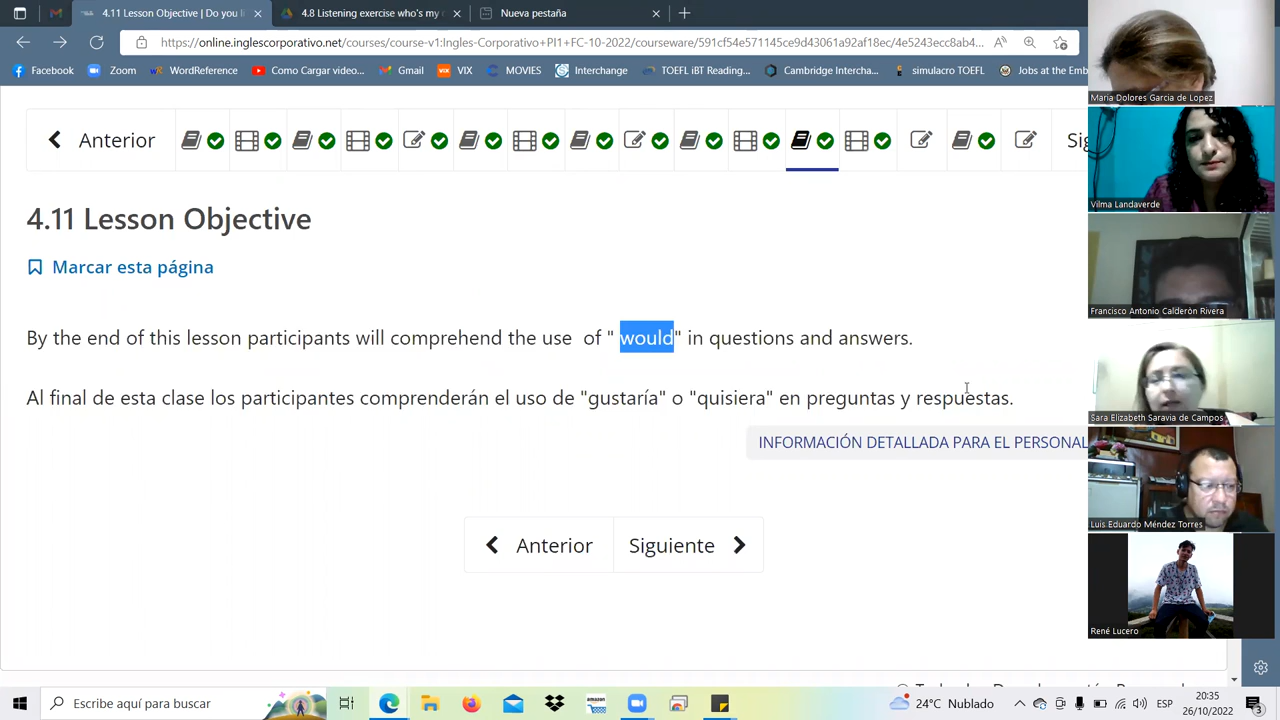 4.11 Lesson Objective | Do you l
4.8 Listening exercise who's my
Nueva pestaña
https://online.inglescorporativo.net/courses/course-v1:Ingles-Corporativo+PI1+FC-10-2022/courseware/591cf54e571145ce9d43061a92af18ec/4e5243ecc8ab4...
Facebook
Zoom
WordReference
Como Cargar video...
Gmail
VIX
MOVIES
Interchange
TOEFL iBT Reading...
Cambridge Intercha...
simulacro TOEFL
Jobs at the Emb
Anterior
4.11 Lesson Objective
Marcar esta página
By the end of this lesson participants will comprehend the use of " would" in questions and answers.
Al final de esta clase los participantes comprenderán el uso de "gustaría" o "quisiera" en preguntas y respuestas.
INFORMACIÓN DETALLADA PARA EL PERSONAL
Anterior
Siguiente
Maria Dolores Garcia de Lopez
Vilma Landaverde
Francisco Antonio Calderón Rivera
Sara Elizabeth Saravia de Campos
Luis Eduardo Méndez Torres
René Lucero
Escribe aquí para buscar
24°C Nublado
ESP
20:35
26/10/2022
3